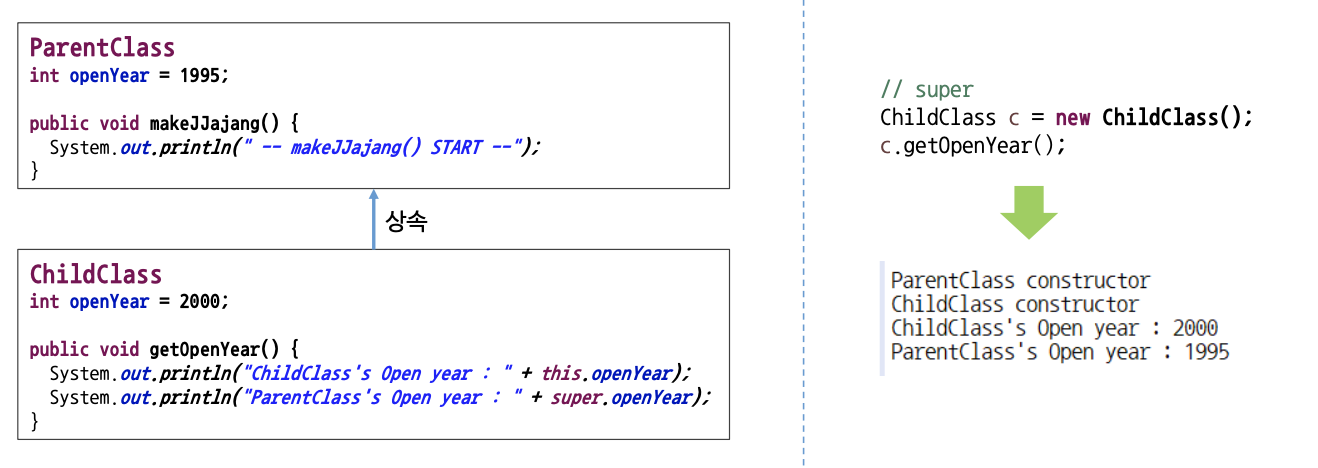 ParentClass
int openYear = 1995;
public void makeJJajang() {
System.out.println(" -- makeJJajang() START --");
}
상속
ChildClass
int openYear = 2000;
public void getOpenYear() {
System.out.println("ChildClass's Open year : " + this.openYear);
System.out.println("ParentClass's Open year : " + super.openYear);
}
// super
ChildClass c = new ChildClass();
c.getOpenYear();
ParentClass constructor
ChildClass constructor
ChildClass's Open year : 2000
ParentClass's Open year : 1995